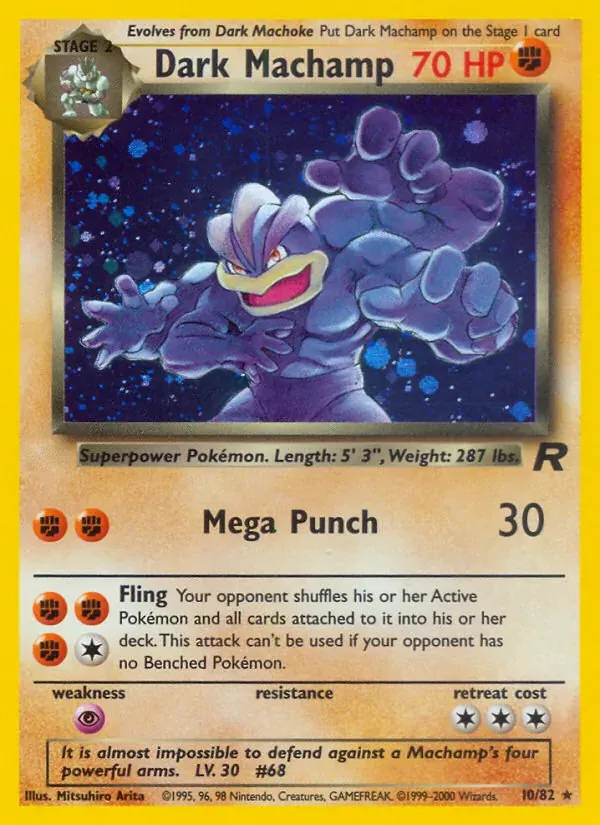 Evolves from Dark Machoke Put Dark Machamp on the Stage 1 card
STAGE 2
Dark Machamp 70 HP
Superpower Pokémon. Length: 5' 3", Weight: 287 lbs.
R
Mega Punch 30
Fling Your opponent shuffles his or her Active
Pokémon and all cards attached to it into his or her
deck. This attack can't be used if your opponent has
no Benched Pokémon.
weakness resistance retreat cost
It is almost impossible to defend against a Machamp's four
powerful arms. LV. 30 #68
Illus. Mitsuhiro Arita ©1995, 96, 98 Nintendo, Creatures, GAMEFREAK. ©1999-2000 Wizards. 10/82 ★